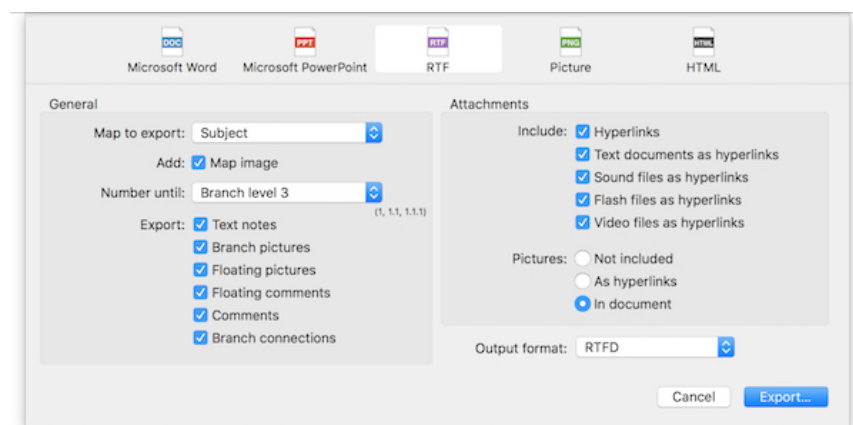 DOC PPT RTF PNG HTML
Microsoft Word Microsoft PowerPoint RTF Picture HTML
General
Map to export: Subject
Add: Map image
Number until: Branch level 3
(1, 1.1, 1.1.1)
Export: Text notes
Branch pictures
Floating pictures
Floating comments
Comments
Branch connections
Attachments
Include: Hyperlinks
Text documents as hyperlinks
Sound files as hyperlinks
Flash files as hyperlinks
Video files as hyperlinks
Pictures: Not included
As hyperlinks
In document
Output format: RTFD
Cancel Export...